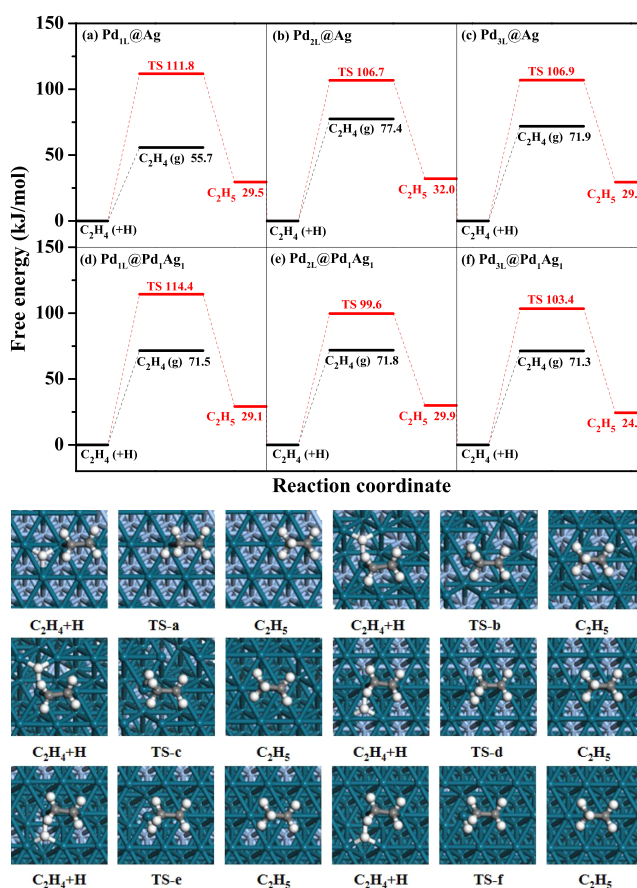 (a) Pd1L@Ag
TS 111.8
C2H4 (g) 55.7
C2H5 29.5
C2H4 (+H)
(b) Pd2L@Ag
TS 106.7
C2H4 (g) 77.4
C2H5 32.0
C2H4 (+H)
(c) Pd3L@Ag
TS 106.9
C2H4 (g) 71.9
C2H5 29.
C2H4 (+H)
150
100
50
0
(d) Pd1L@Pd1Ag1
TS 114.4
C2H4 (g) 71.5
C2H5 29.1
C2H4 (+H)
(e) Pd2L@Pd1Ag1
TS 99.6
C2H4 (g) 71.8
C2H5 29.9
C2H4 (+H)
(f) Pd3L@Pd1Ag1
TS 103.4
C2H4 (g) 71.3
C2H5 24.
C2H4 (+H)
150
100
50
0
Free energy (kJ/mol)
Reaction coordinate
C2H4+H TS-a C2H5 C2H4+H TS-b C2H5
C2H4+H TS-c C2H5 C2H4+H TS-d C2H5
C2H4+H TS-e C2H5 C2H4+H TS-f C2H5